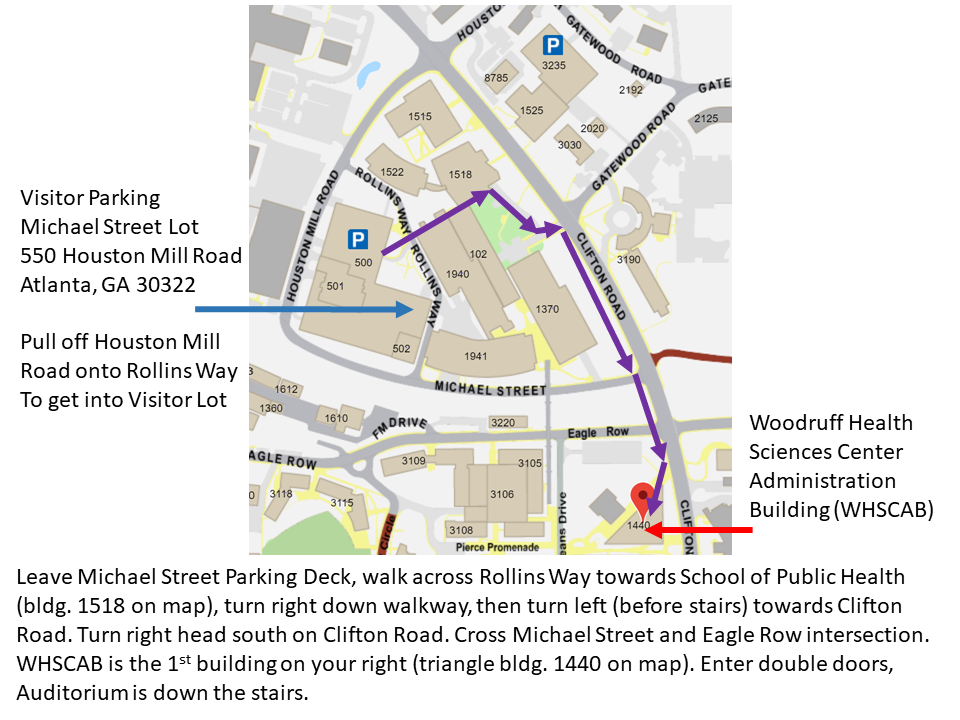 Visitor Parking
Michael Street Lot
550 Houston Mill Road
Atlanta, GA 30322
Pull off Houston Mill
Road onto Rollins Way
To get into Visitor Lot
HOUSTON
GATEWOOD ROAD
P
3235
8785
2192
GATE
1525
2125
1515
2020
3030
GATEWOOD ROAD
1522
1518
ROLLINS WAY
HOUSTON MILL ROAD
P
500
ROLLINS WAY
102
1940
CLIFTON ROAD
3190
501
1370
502
1941
MICHAEL STREET
3
1612
1360
1610
FM DRIVE
3220
Eagle Row
AGLE ROW
3109
3105
3118
3115
3106
3108
Circle
Pierce Promenade
eans Drive
1440
CLIFTON
Woodruff Health
Sciences Center
Administration
Building (WHSCAB)
Leave Michael Street Parking Deck, walk across Rollins Way towards School of Public Health
(bldg. 1518 on map), turn right down walkway, then turn left (before stairs) towards Clifton
Road. Turn right head south on Clifton Road. Cross Michael Street and Eagle Row intersection.
WHSCAB is the 1st building on your right (triangle bldg. 1440 on map). Enter double doors,
Auditorium is down the stairs.